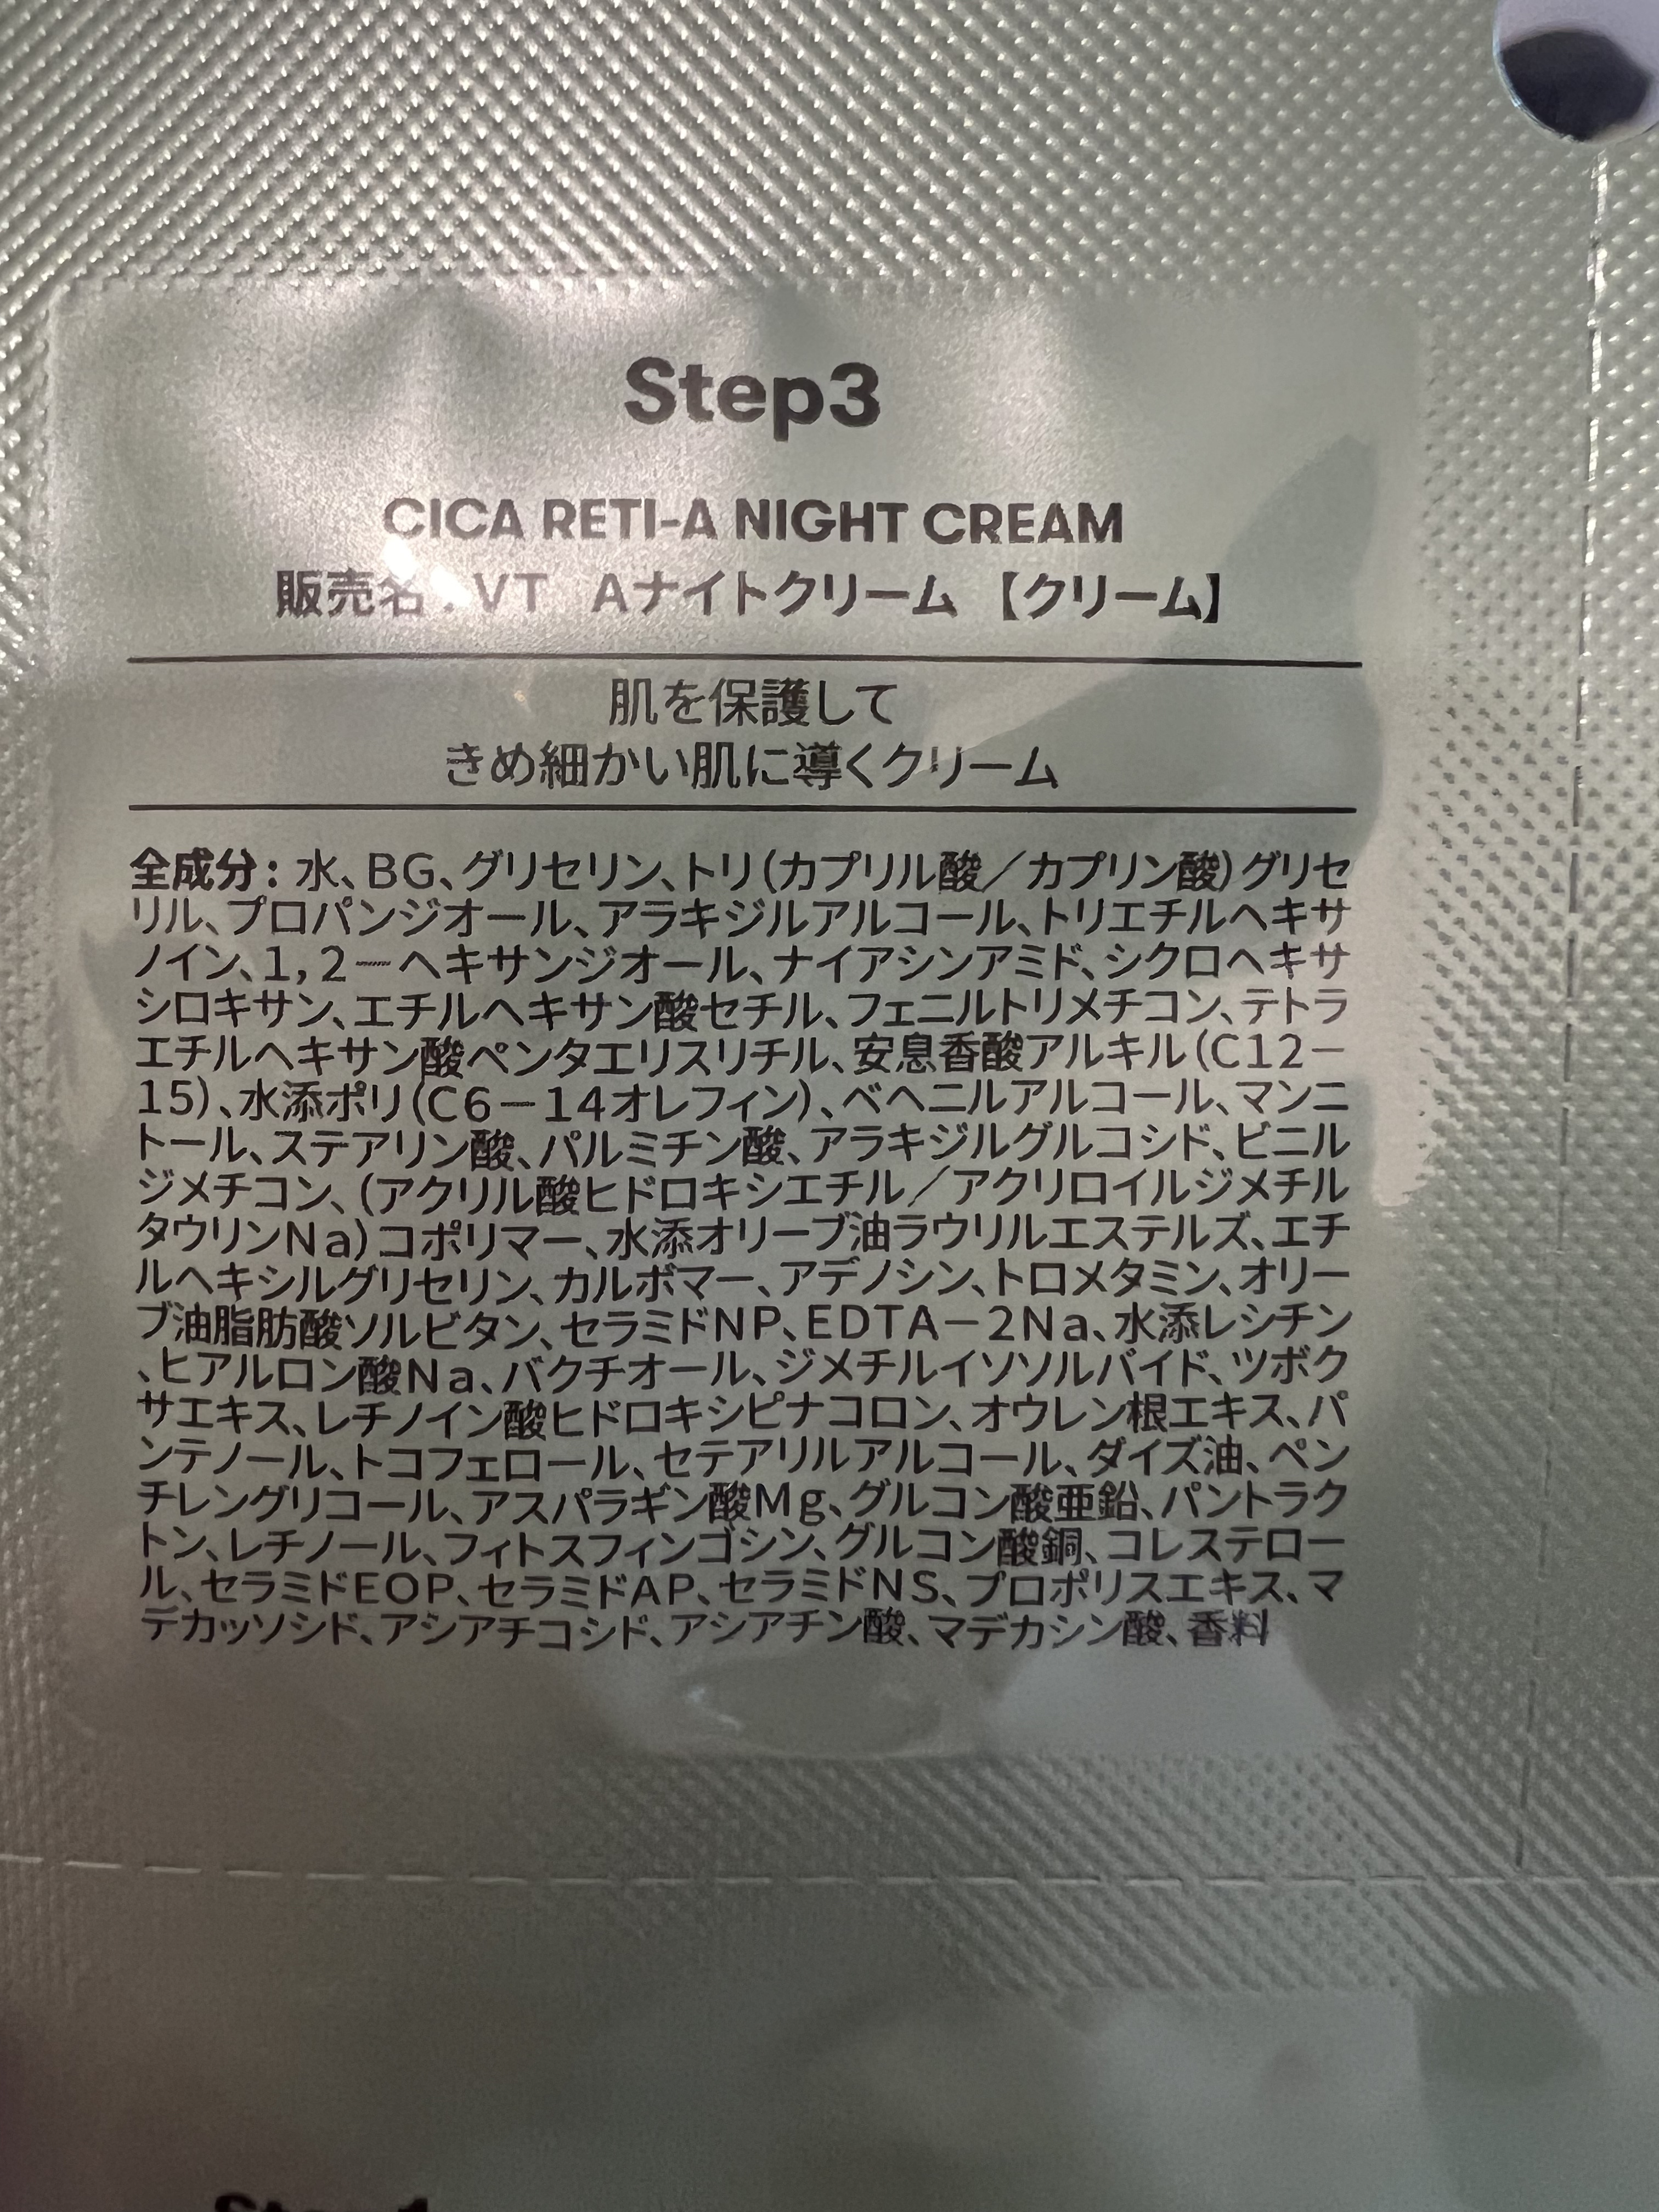 Step3
CICA RETI-A NIGHT CREAM
販売名:VT Aナイトクリーム【クリーム】
肌を保護して
きめ細かい肌に導くクリーム
全成分:水、BG、グリセリン、トリ(カプリル酸/カプリン酸)グリセ
リル、プロパンジオール、アラキジルアルコール、トリエチルヘキサ
ノイン、1,2-ヘキサンジオール、ナイアシンアミド、シクロヘキサ
シロキサン、エチルヘキサン酸セチル、フェニルトリメチコン、テトラ
エチルヘキサン酸ペンタエリスリチル、安息香酸アルキル(C12-
15)、水添ポリ(C6-14オレフィン)、ベヘニルアルコール、マンニ
トール、ステアリン酸、パルミチン酸、アラキジルグルコシド、ビニル
ジメチコン、(アクリル酸ヒドロキシエチル/アクリロイルジメチル
タウリンNa)コポリマー、水添オリーブ油ラウリルエステルズ、エチ
ルヘキシルグリセリン、カルボマー、アデノシン、トロメタミン、オリー
ブ油脂肪酸ソルビタン、セラミドNP、EDTA-2Na、水添レシチン
、ヒアルロン酸Na、バクチオール、ジメチルイソソルバイド、ツボク
サエキス、レチノイン酸ヒドロキシピナコロン、オウレン根エキス、パ
ンテノール、トコフェロール、セテアリルアルコール、ダイズ油、ペン
チレングリコール、アスパラギン酸Mg、グルコン酸亜鉛、パントラク
トン、レチノール、フィトスフィンゴシン、グルコン酸銅、コレステロー
ル、セラミドEOP、セラミドAP、セラミドNS、プロポリスエキス、マ
デカッソシド、アシアチコシド、アシアチン酸、マデカシン酸、香料